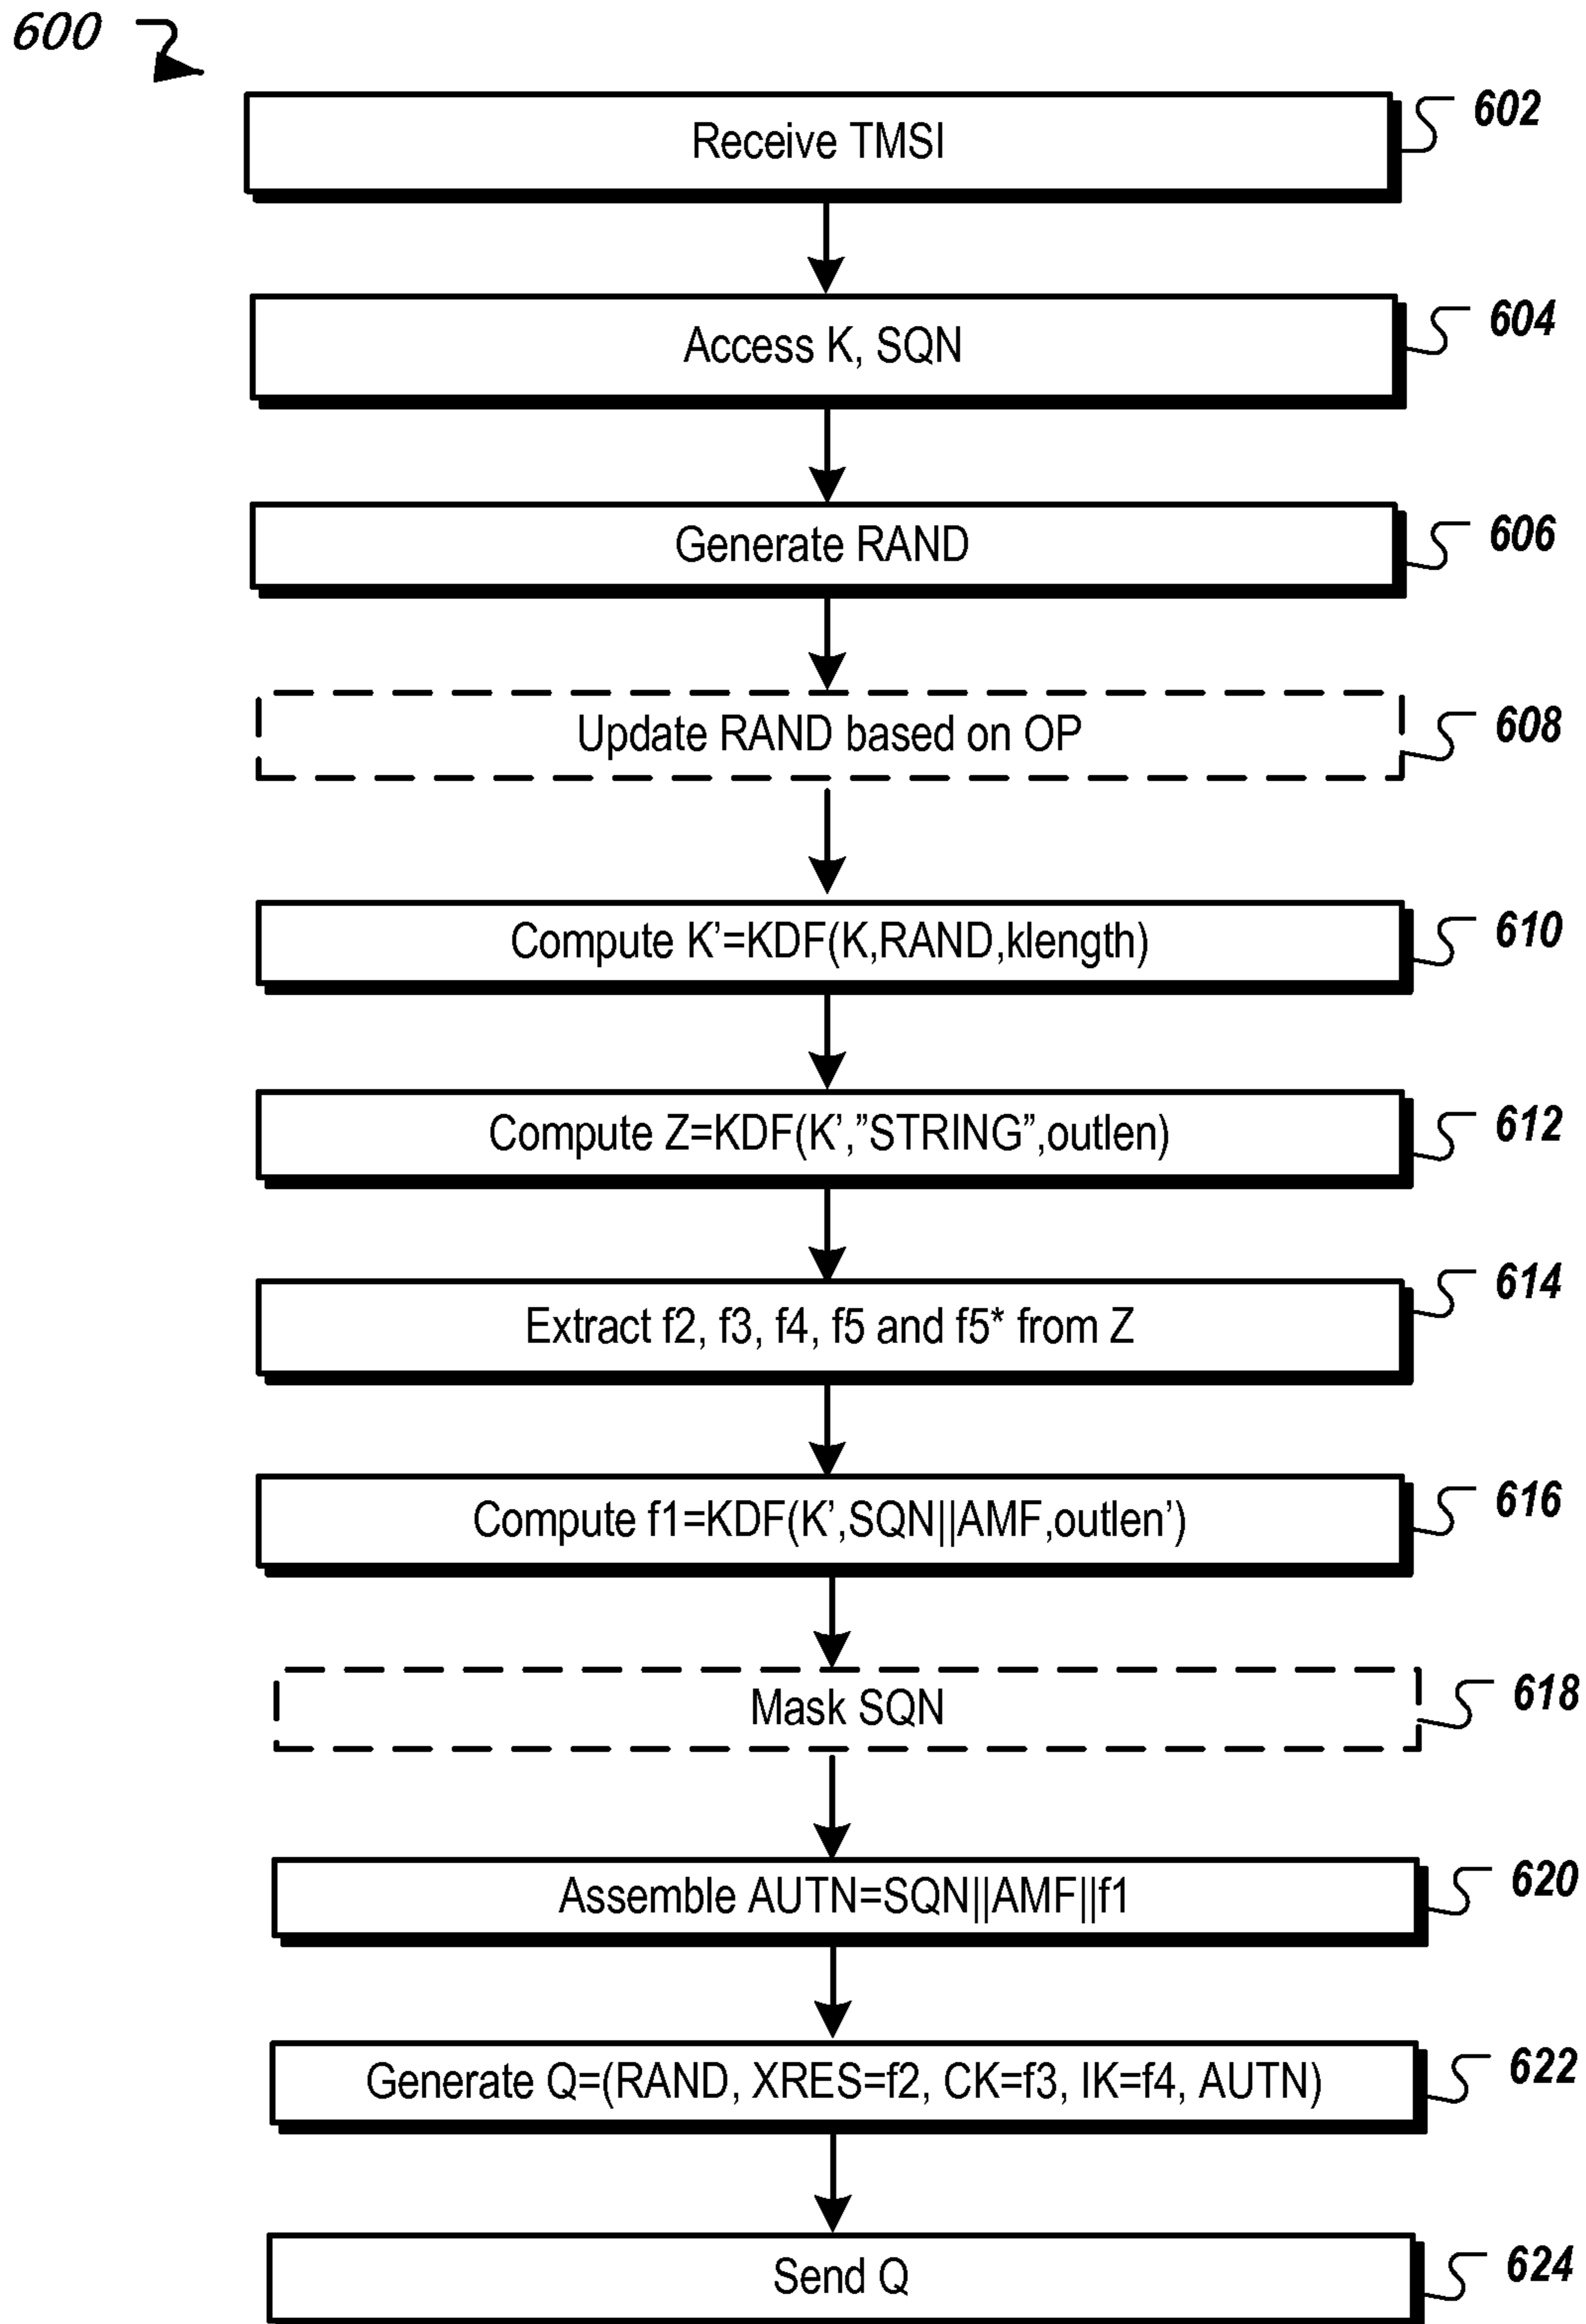 600
Receive TMSI
602
Access K, SQN
604
Generate RAND
606
Update RAND based on OP
608
Compute K’=KDF(K,RAND,klength)
610
Compute Z=KDF(K’,”STRING”,outlen)
612
Extract f2, f3, f4, f5 and f5* from Z
614
Compute f1=KDF(K’,SQN||AMF,outlen’)
616
Mask SQN
618
Assemble AUTN=SQN||AMF||f1
620
Generate Q=(RAND, XRES=f2, CK=f3, IK=f4, AUTN)
622
Send Q
624